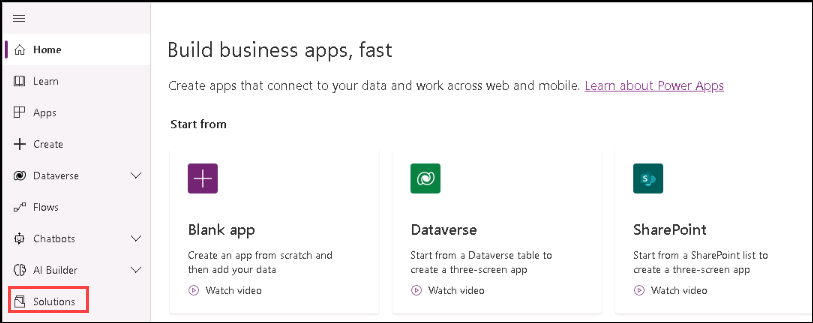 Home
Learn
Apps
Create
Dataverse
Flows
Chatbots
AI Builder
Solutions
Build business apps, fast
Create apps that connect to your data and work across web and mobile. Learn about Power Apps
Start from
Blank app
Create an app from scratch and
then add your data
Watch video
Dataverse
Start from a Dataverse table to
create a three-screen app
Watch video
SharePoint
Start from a SharePoint list to
create a three-screen app
Watch video